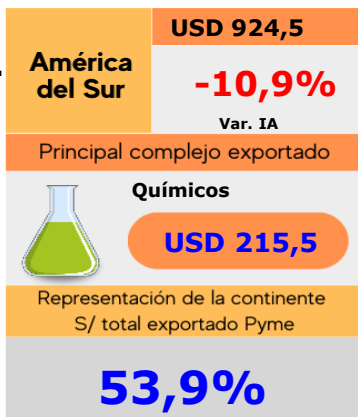 USD 924,5
América
del Sur
-10,9%
Var. IA
Principal complejo exportado
Químicos
USD 215,5
Representación de la continente
S/ total exportado Pyme
53,9%